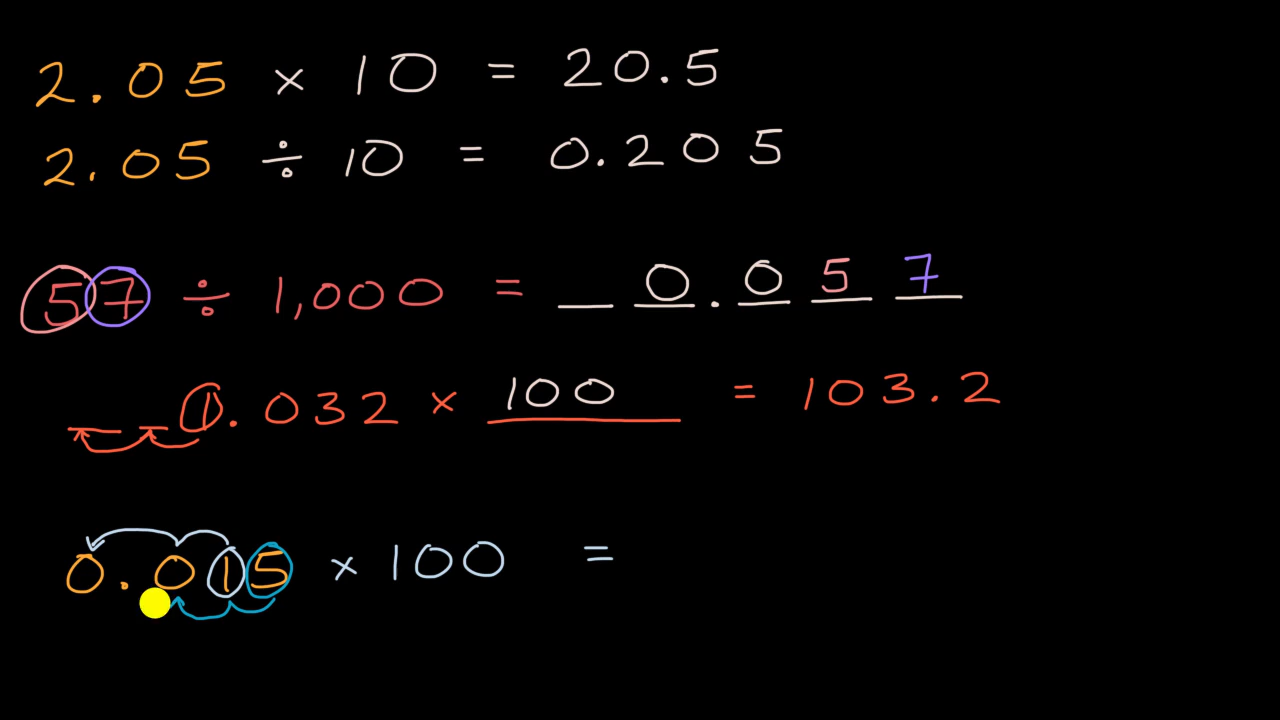 2.05 × 10 = 20.5
2.05 ÷ 10 = 0.205
57 ÷ 1,000 = _ 0.057
_ _ 1.032 × 100 = 103.2
0.015 × 100 =